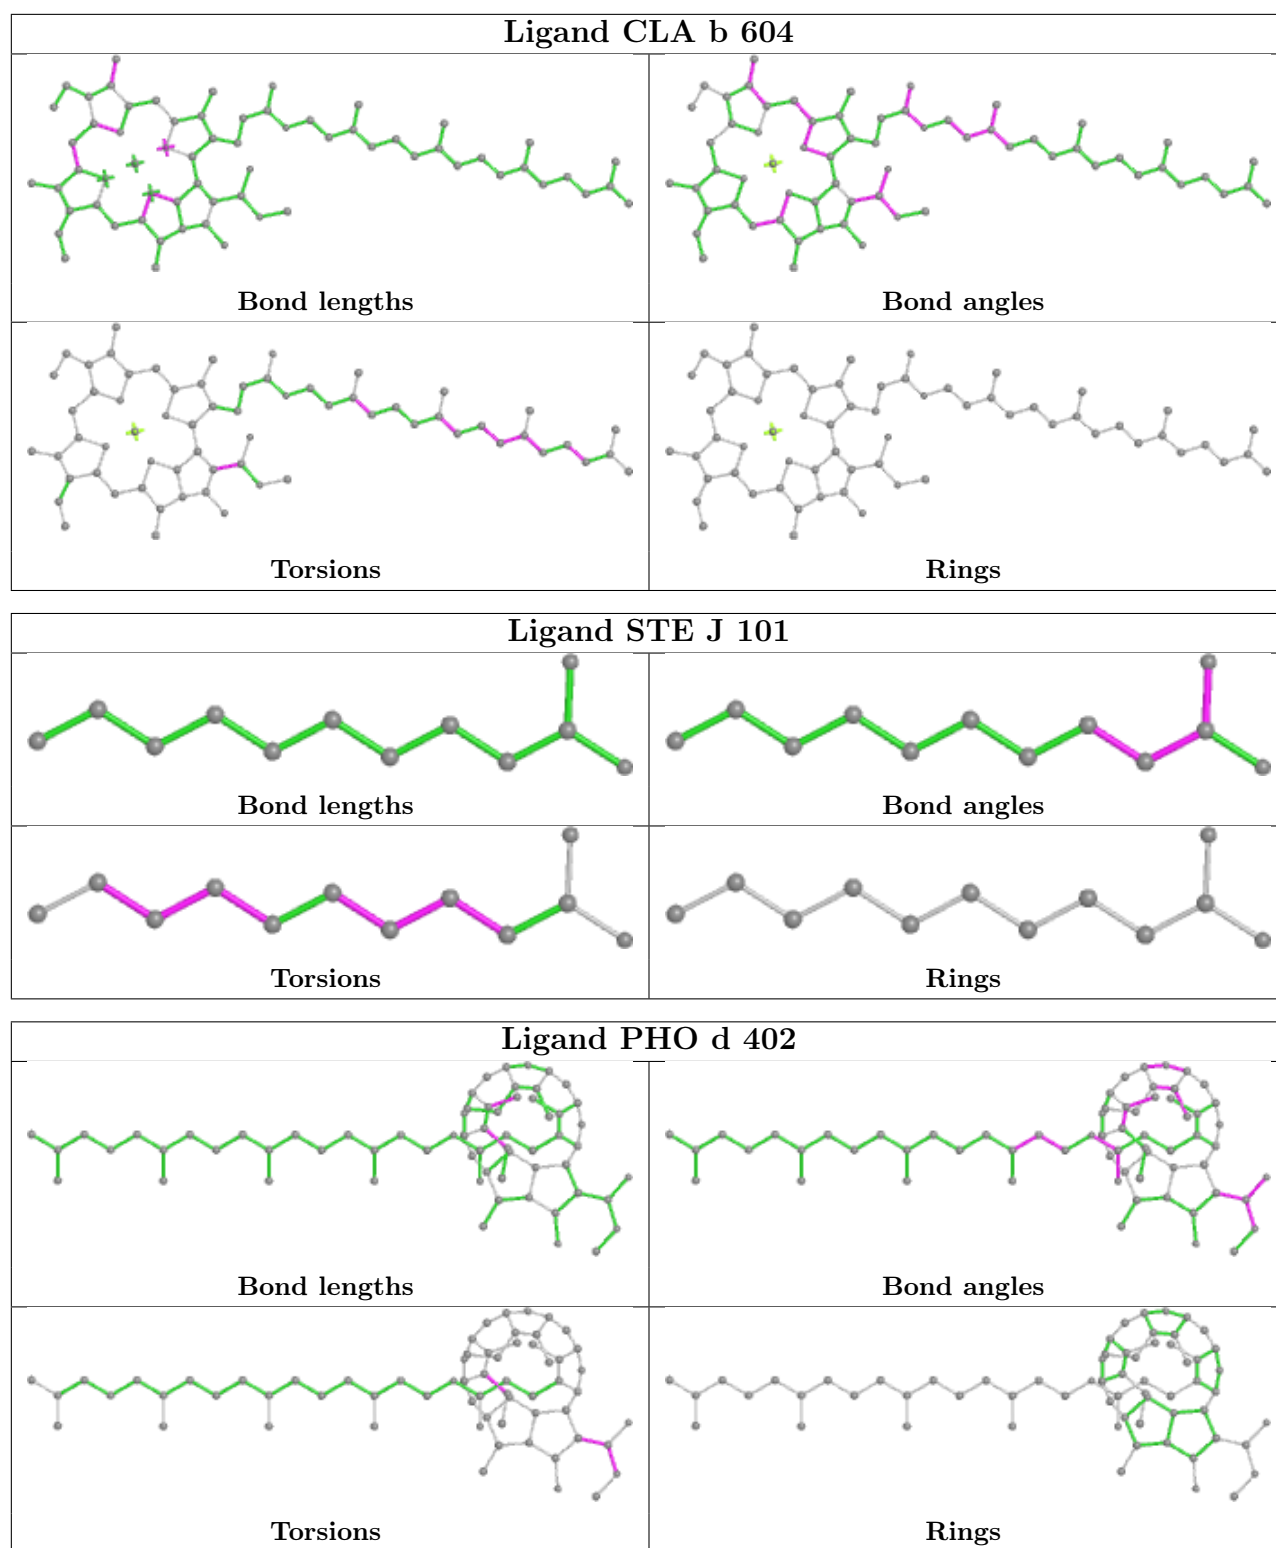 Ligand CLA b 604
Bond lengths
Bond angles
Torsions
Rings
Ligand STE J 101
Bond lengths
Bond angles
Torsions
Rings
Ligand PHO d 402
Bond lengths
Bond angles
Torsions
Rings